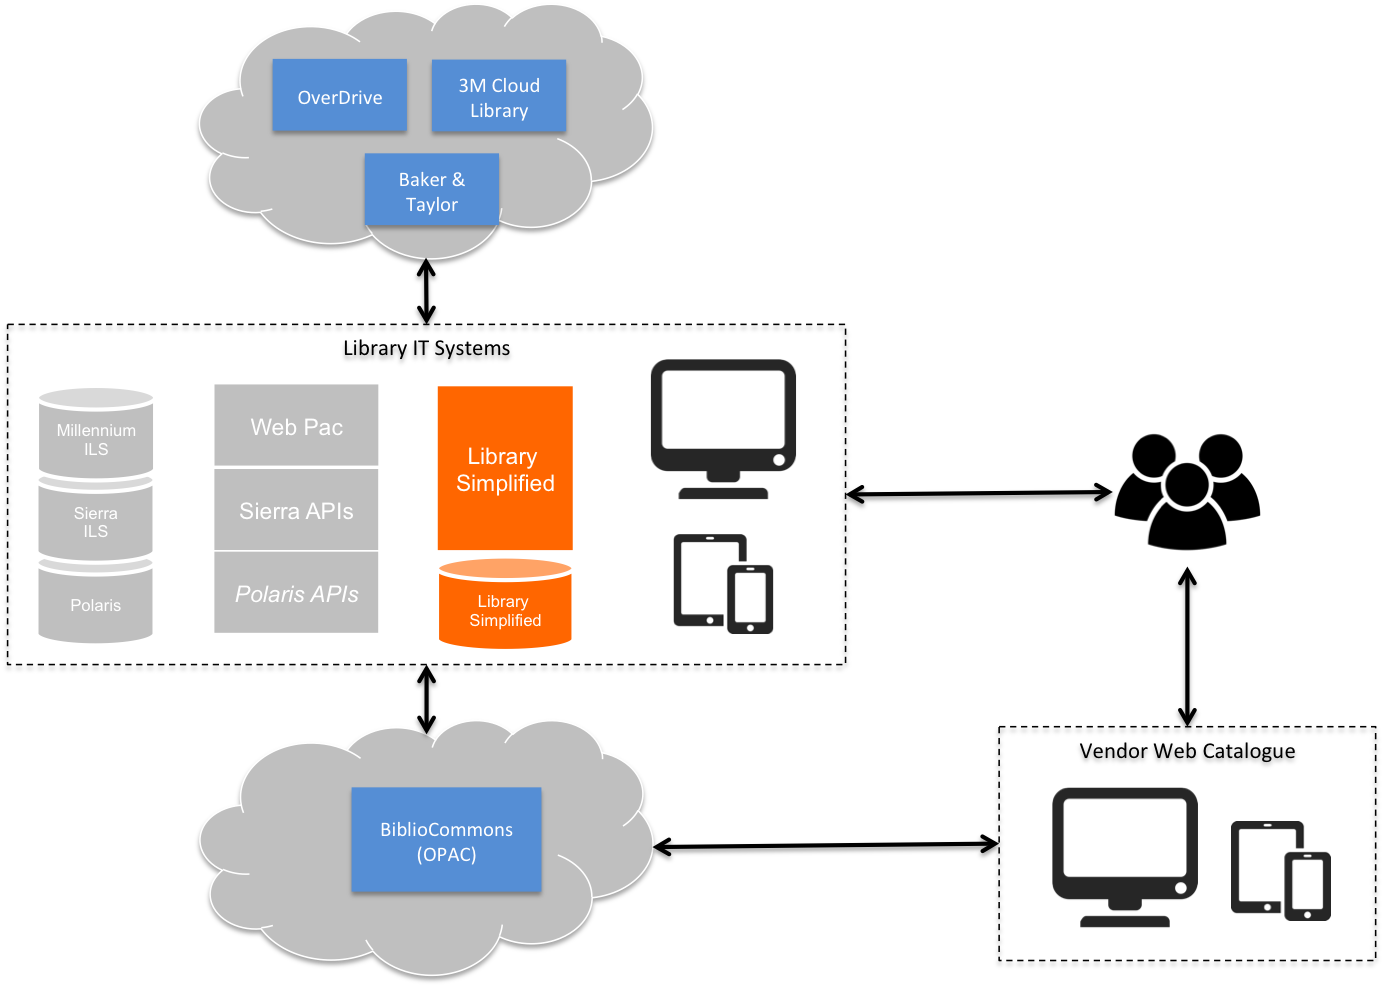 OverDrive
3M Cloud
Library
Baker &
Taylor
Library IT Systems
Millennium
ILS
Sierra
ILS
Polaris
Web Pac
Sierra APIs
Polaris APIs
Library
Simplified
Library
Simplified
BiblioCommons
(OPAC)
Vendor Web Catalogue